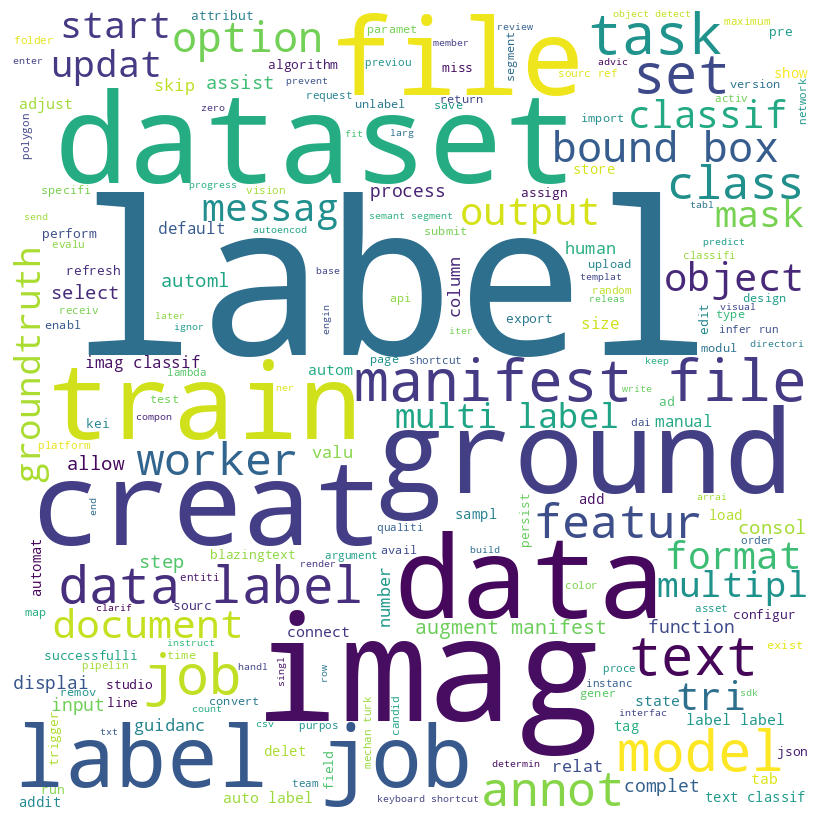 folder
enter
start
attribut
option
file
paramet
member
review
segment
object detect
maximum
task
pre
updat
assist
algorithm
previou
miss
prevent
sourc ref
advic
set
version
show
adjust
skip
zero
request
unlabel
save
return
import
classif
activ
network
polygon
dataset
fit
larg
bound box
store
class
specifi
progress
vision
process
assign
tabl
send
messag
autoencod
semant segment
output
submit
mask
perform
evalu
default
human
predict
classifi
refresh
select
automl
base
column
upload
templat
object
receiv
enabl
label
api
random
releas
design
visual
later
ignor
engin
export
size
edit
type
infer run
iter
modul
directori
imag classif
autom
page
shortcut
keep
groundtruth
lambda
test
train
ner
manifest file
write
ad
kei
compon
multi label
dai
manual
platform
allow
worker
valu
ground
arrai
end
creat
qualiti
sampl
persist
add
featur
load
order
consol
automat
step
blazingtext
argument
avail
build
number
format
map
data label
entiti
render
data
color
multipl
asset
clarif
sourc
configur
document
connect
augment manifest
function
exist
successfulli
instruct
proce
text
pipelin
time
job
imag
gener
instanc
displai
remov
studio
handl
singl
row
convert
state
tri
sdk
input
line
count
csv
purpos
candid
interfac
label label
trigger
txt
guidanc
mechan turk
tag
label job
delet
field
determin
relat
model
tab
json
run
addit
auto label
team
keyboard shortcut
annot
complet
text classif